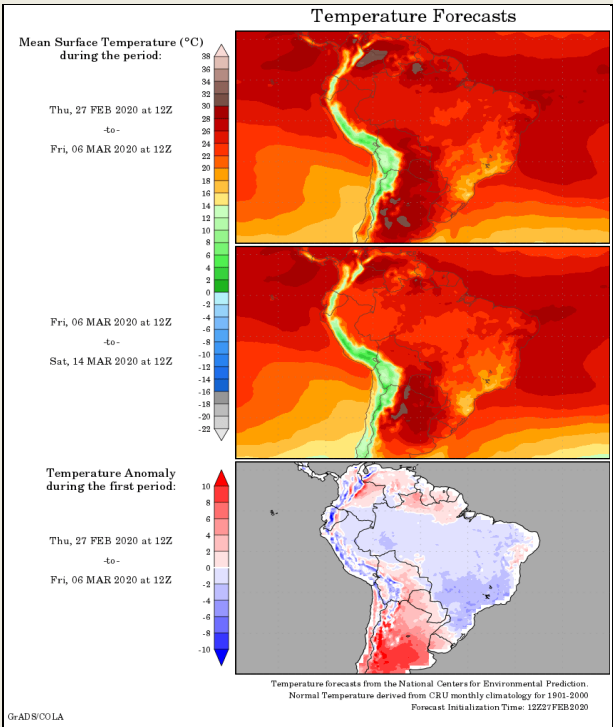 Temperature Forecasts
Mean Surface Temperature (°C)
during the period:
Thu, 27 FEB 2020 at 12Z
-to-
Fri, 06 MAR 2020 at 12Z
38
36
34
32
30
28
26
24
22
20
18
16
14
12
10
8
6
4
2
0
-2
-4
-6
-8
-10
-12
-14
-16
-18
-20
-22
Fri, 06 MAR 2020 at 12Z
-to-
Sat, 14 MAR 2020 at 12Z
Temperature Anomaly
during the first period:
Thu, 27 FEB 2020 at 12Z
-to-
Fri, 06 MAR 2020 at 12Z
10
8
6
4
2
0
-2
-4
-6
-8
-10
Temperature forecasts from the National Centers for Environmental Prediction.
Normal Temperature derived from CRU monthly climatology for 1901-2000
Forecast Initialization Time: 12Z27FEB2020
GrADS/COLA